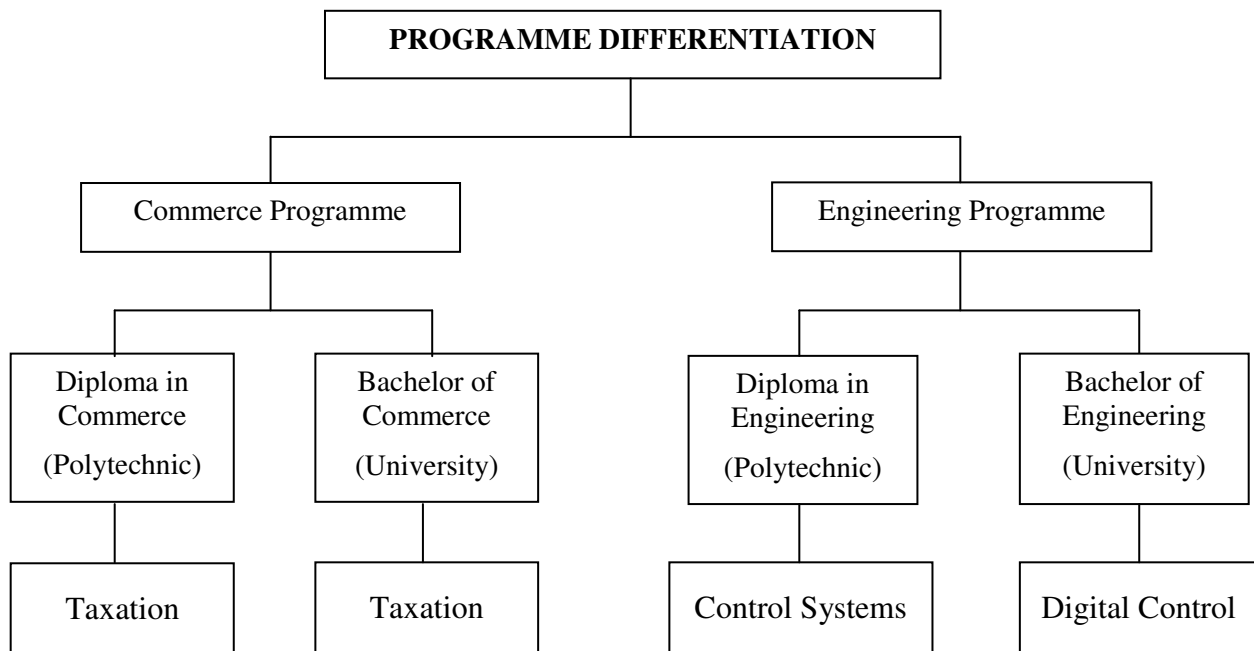 PROGRAMME DIFFERENTIATION
Commerce Programme
Engineering Programme
Diploma in
Commerce
(Polytechnic)
Bachelor of
Commerce
(University)
Diploma in
Engineering
(Polytechnic)
Bachelor of
Engineering
(University)
Taxation
Taxation
Control Systems
Digital Control